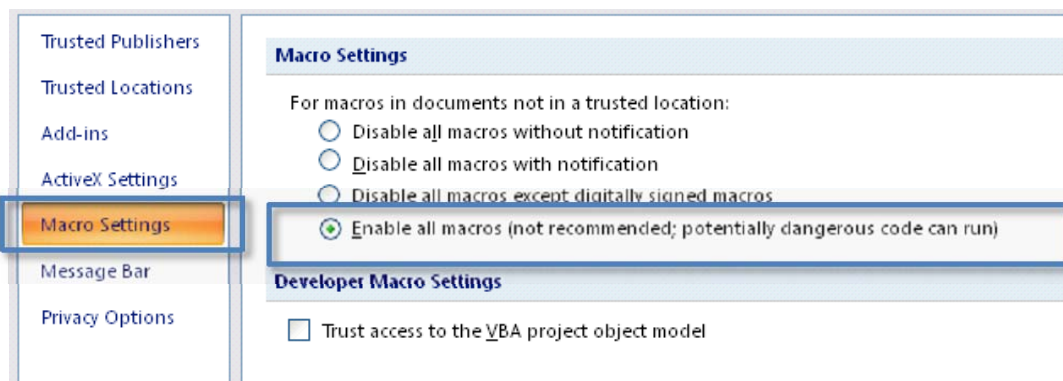 Trusted Publishers
Trusted Locations
Add-ins
ActiveX Settings
Macro Settings
Message Bar
Privacy Options
Macro Settings
For macros in documents not in a trusted location:
Disable all macros without notification
Disable all macros with notification
Disable all macros except digitally signed macros
Enable all macros (not recommended; potentially dangerous code can run)
Developer Macro Settings
Trust access to the VBA project object model